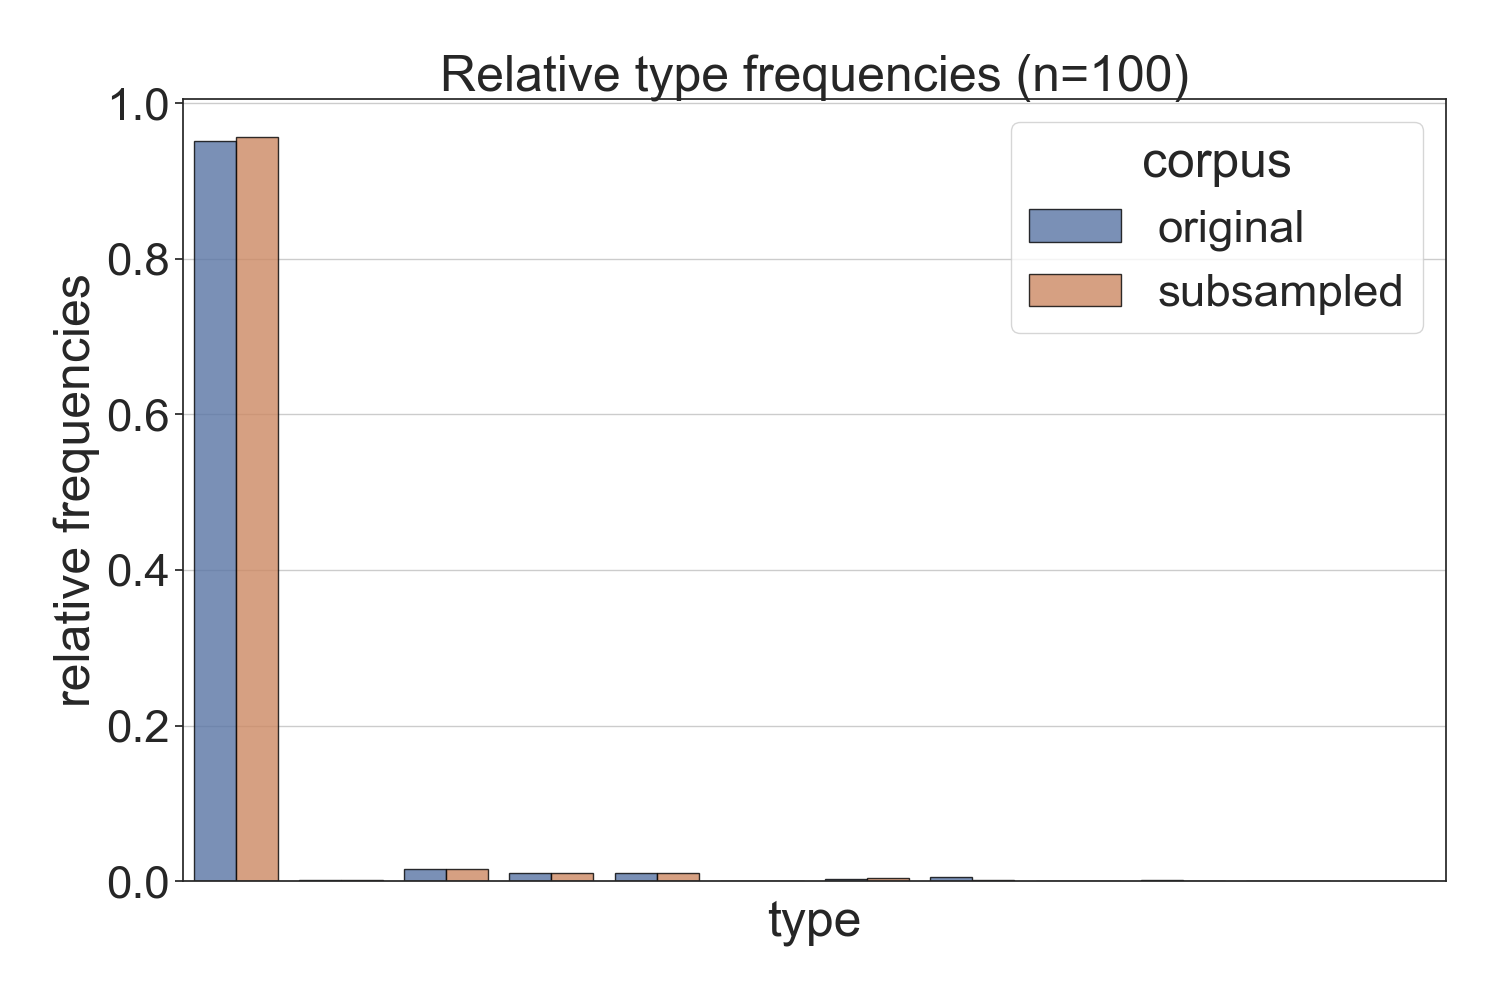 Relative type frequencies (n=100)
1.0
0.8
0.6
0.4
0.2
0.0
relative frequencies
type
corpus
original
subsampled